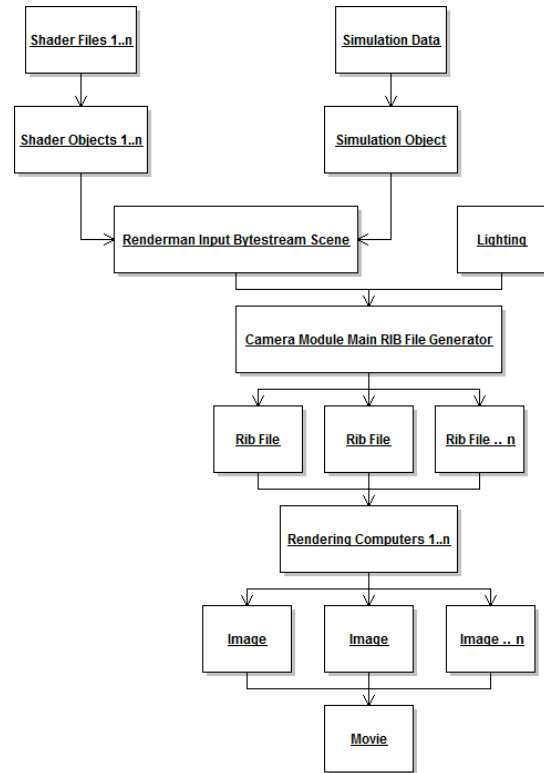 Shader Files 1..n
Simulation Data
Shader Objects 1..n
Simulation Object
Renderman Input Bytestream Scene
Lighting
Camera Module Main RIB File Generator
Rib File
Rib File
Rib File .. n
Rendering Computers 1..n
Image
Image
Image .. n
Movie